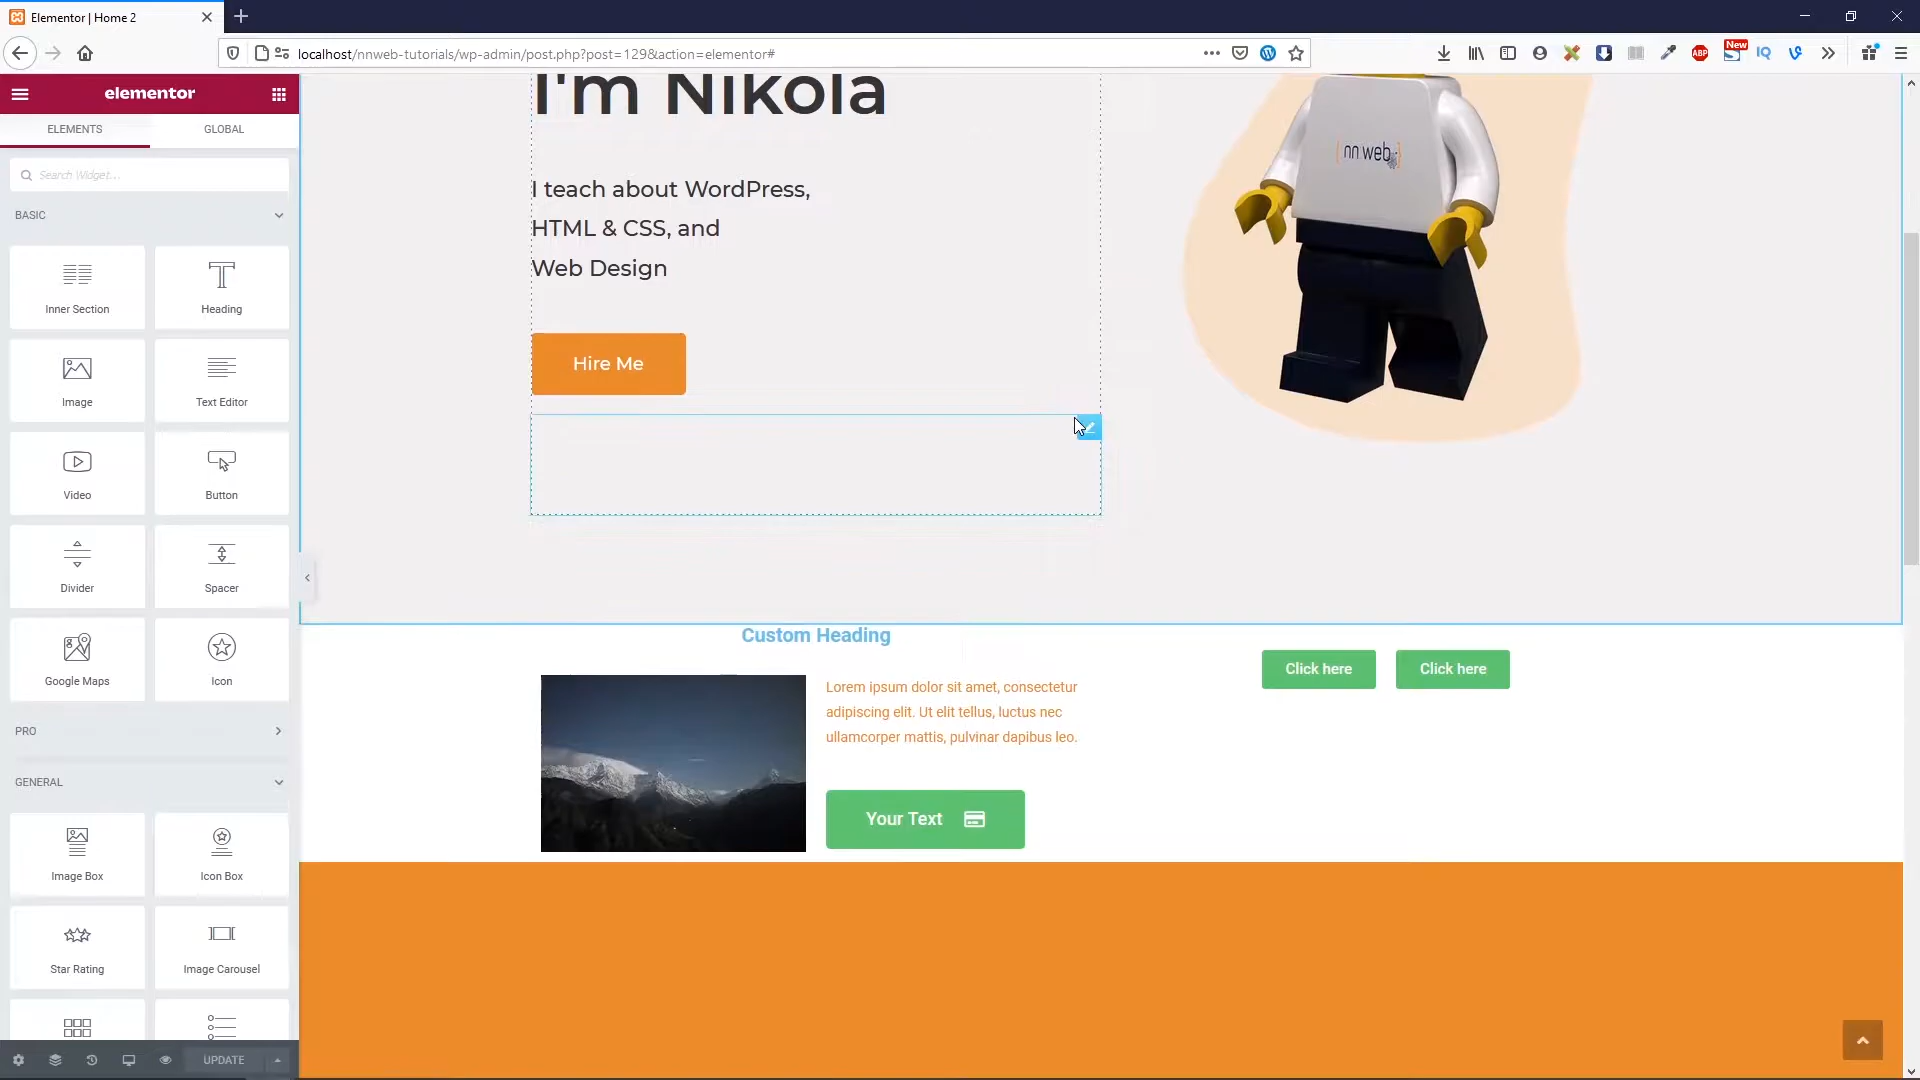 Elementor | Home 2
localhost/nnweb-tutorials/wp-admin/post.php?post=129&action=elementor#
New
ABP
IQ
elementor
ELEMENTS
GLOBAL
Search Widget...
BASIC
Inner Section
Heading
Image
Text Editor
Video
Button
Divider
Spacer
Google Maps
Icon
PRO
GENERAL
Image Box
Icon Box
Star Rating
Image Carousel
UPDATE
I'm Nikola
I teach about WordPress,
HTML & CSS, and
Web Design
Hire Me
nn web
Custom Heading
Lorem ipsum dolor sit amet, consectetur
adipiscing elit. Ut elit tellus, luctus nec
ullamcorper mattis, pulvinar dapibus leo.
Your Text
Click here
Click here